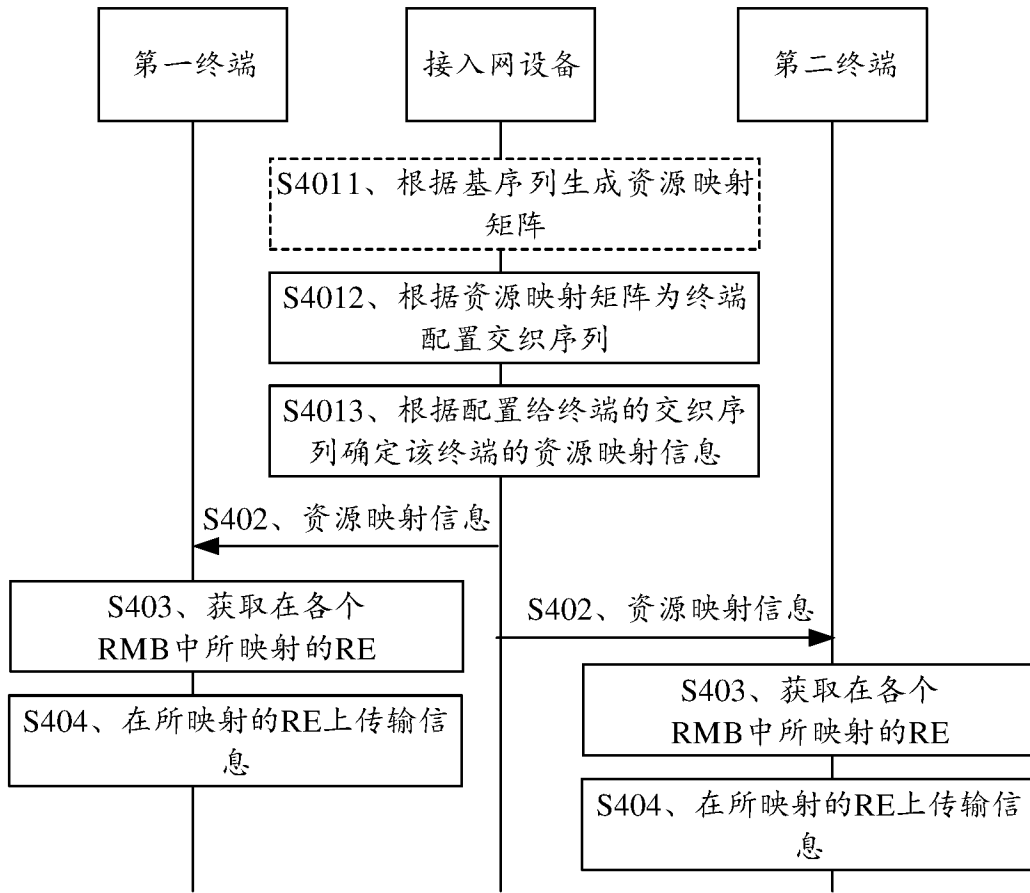 第一终端
接入网设备
第二终端
S4011、根据基序列生成资源映射
矩阵
S4012、根据资源映射矩阵为终端
配置交织序列
S4013、根据配置给终端的交织序
列确定该终端的资源映射信息
S402、资源映射信息
S403、获取在各个
RMB中所映射的RE
S402、资源映射信息
S404、在所映射的RE上传输信
息
S403、获取在各个
RMB中所映射的RE
S404、在所映射的RE上传输信
息